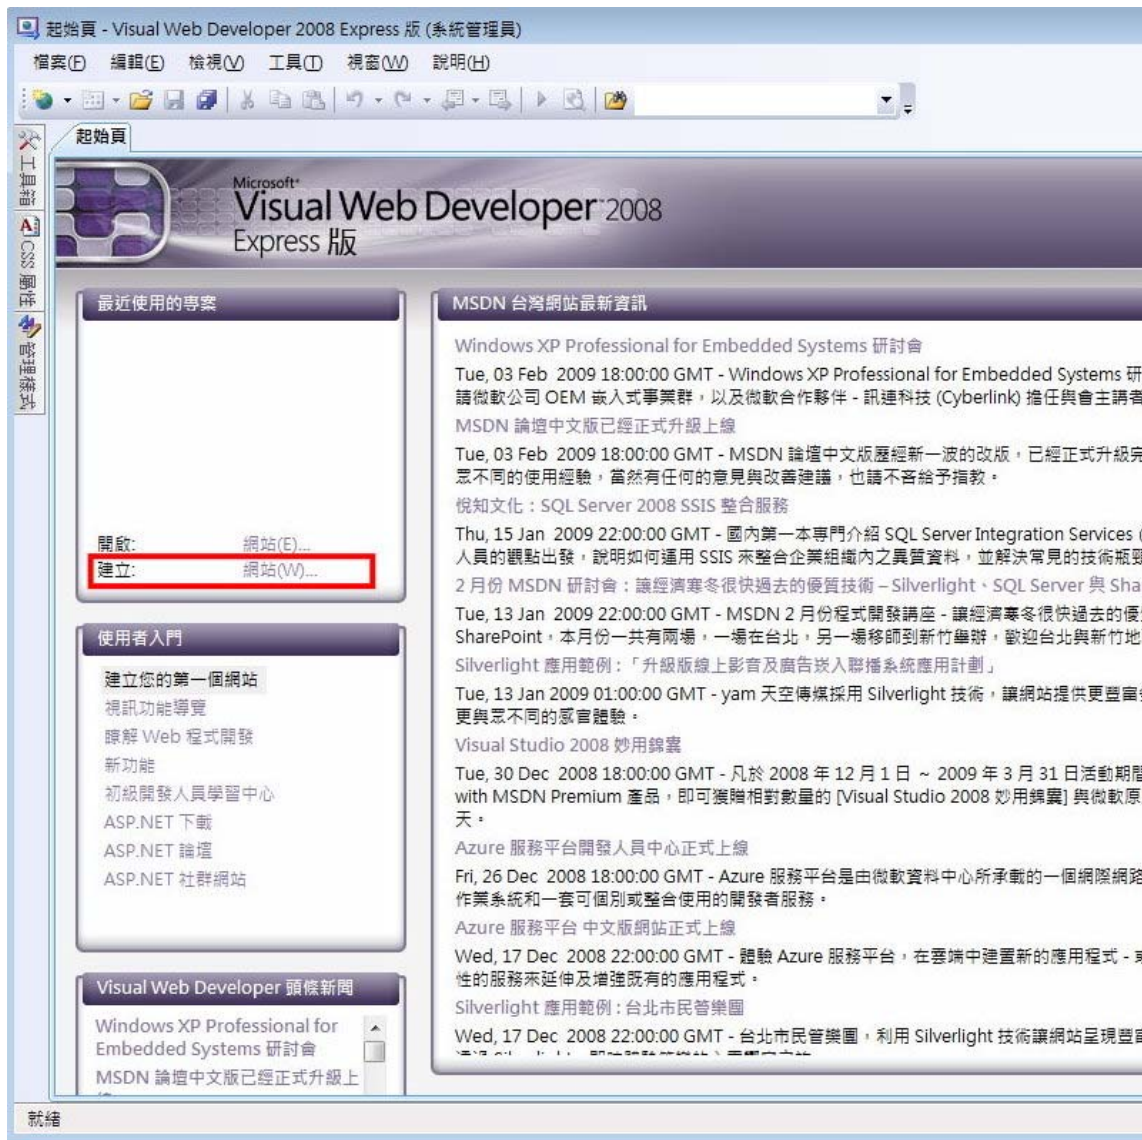 起始頁 - Visual Web Developer 2008 Express 版 (系統管理員)
檔案(F) 編輯(E) 檢視(V) 工具(T) 視窗(W) 說明(H)
起始頁
工具箱
CSS 屬性
管理樣式
Microsoft
Visual Web Developer 2008
Express 版
最近使用的專案
開啟: 網站(E)...
建立: 網站(W)...
使用者入門
建立您的第一個網站
視訊功能導覽
瞭解 Web 程式開發
新功能
初級開發人員學習中心
ASP.NET 下載
ASP.NET 論壇
ASP.NET 社群網站
Visual Web Developer 頭條新聞
Windows XP Professional for
Embedded Systems 研討會
MSDN 論壇中文版已經正式升級上
MSDN 台灣網站最新資訊
Windows XP Professional for Embedded Systems 研討會
Tue, 03 Feb 2009 18:00:00 GMT - Windows XP Professional for Embedded Systems 研
請微軟公司 OEM 嵌入式事業群，以及微軟合作夥伴 - 訊連科技 (Cyberlink) 擔任與會主講者
MSDN 論壇中文版已經正式升級上線
Tue, 03 Feb 2009 18:00:00 GMT - MSDN 論壇中文版歷經新一波的改版，已經正式升級完
眾不同的使用經驗，當然有任何的意見與改善建議，也請不吝給予指教。
悅知文化：SQL Server 2008 SSIS 整合服務
Thu, 15 Jan 2009 22:00:00 GMT - 國內第一本專門介紹 SQL Server Integration Services (
人員的觀點出發，說明如何運用 SSIS 來整合企業組織內之異質資料，並解決常見的技術瓶頸
2 月份 MSDN 研討會：讓經濟寒冬很快過去的優質技術 – Silverlight、SQL Server 與 Sha
Tue, 13 Jan 2009 22:00:00 GMT - MSDN 2 月份程式開發講座 - 讓經濟寒冬很快過去的優
SharePoint，本月份一共有兩場，一場在台北，另一場移師到新竹舉辦，歡迎台北與新竹地
Silverlight 應用範例：「升級版線上影音及廣告崁入聯播系統應用計劃」
Tue, 13 Jan 2009 01:00:00 GMT - yam 天空傳媒採用 Silverlight 技術，讓網站提供更豐富
更與眾不同的感官體驗。
Visual Studio 2008 妙用錦囊
Tue, 30 Dec 2008 18:00:00 GMT - 凡於 2008 年 12 月 1 日 ~ 2009 年 3 月 31 日活動期間
with MSDN Premium 產品，即可獲贈相對數量的 [Visual Studio 2008 妙用錦囊] 與微軟原
天。
Azure 服務平台開發人員中心正式上線
Fri, 26 Dec 2008 18:00:00 GMT - Azure 服務平台是由微軟資料中心所承載的一個網際網路
作業系統和一套可個別或整合使用的開發者服務。
Azure 服務平台 中文版網站正式上線
Wed, 17 Dec 2008 22:00:00 GMT - 體驗 Azure 服務平台，在雲端中建置新的應用程式 - 或
性的服務來延伸及增強既有的應用程式。
Silverlight 應用範例 : 台北市民管樂團
Wed, 17 Dec 2008 22:00:00 GMT - 台北市民管樂團，利用 Silverlight 技術讓網站呈現豐富
就緒